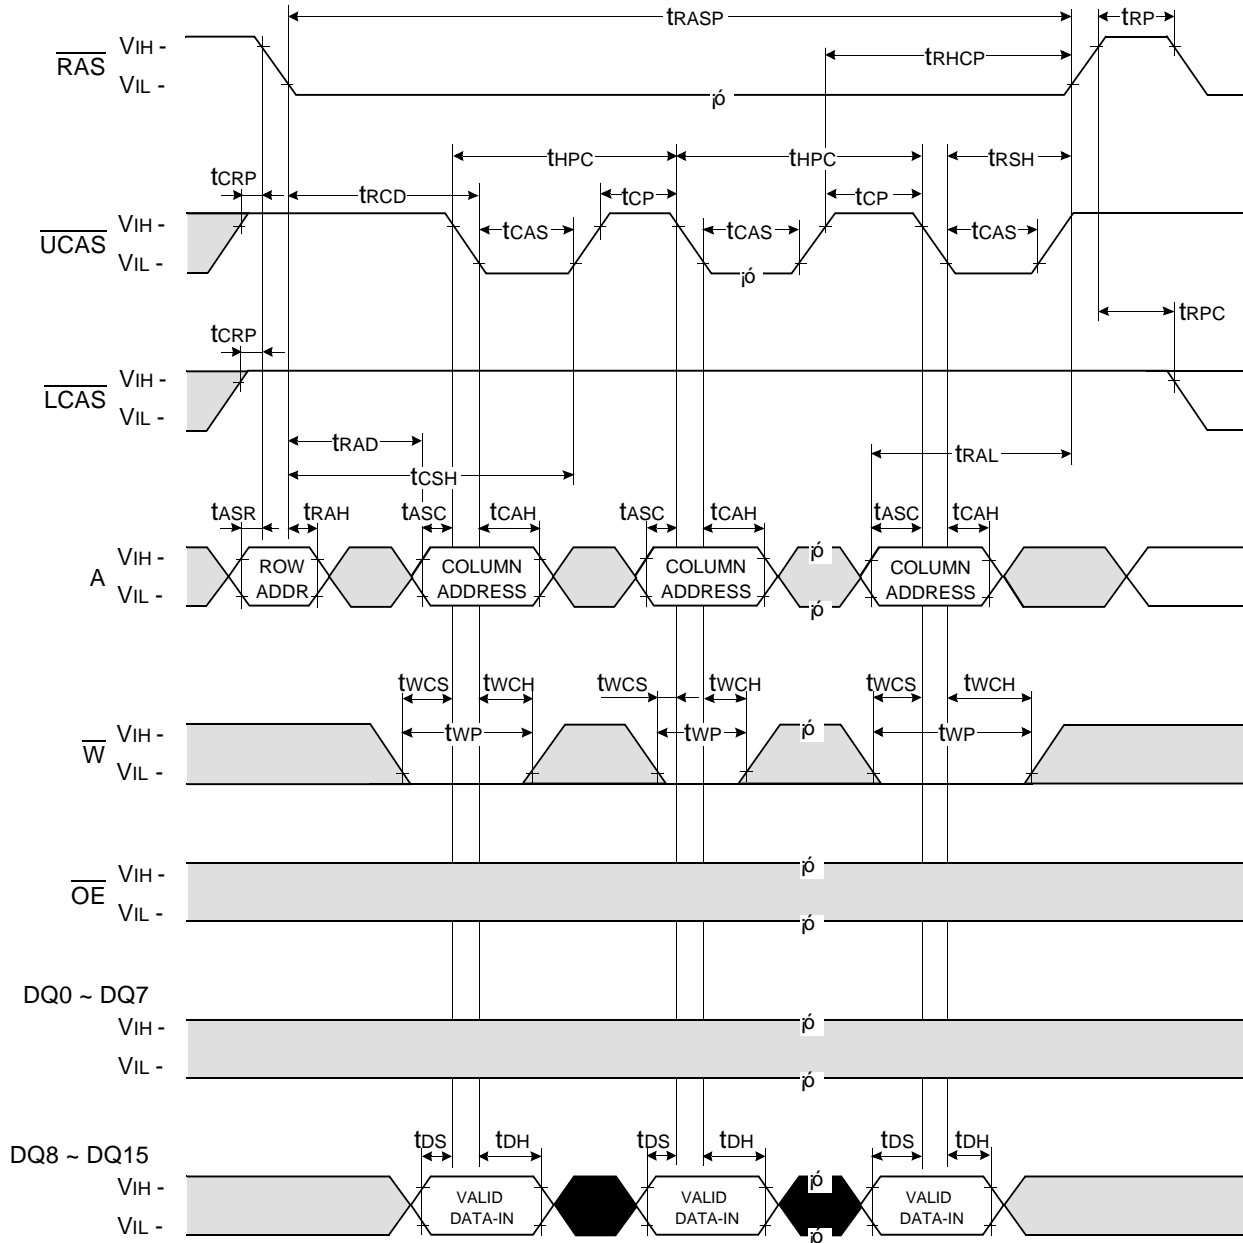 tRASP
tRP
RAS
VIH -
VIL -
tRHCP
¡ó
tHPC
tHPC
tRSH
tCRP
tRCD
tCP
tCP
UCAS
VIH -
VIL -
tCAS
tCAS
tCAS
¡ó
tRPC
tCRP
LCAS
VIH -
VIL -
tRAD
tCSH
tRAL
tASR
tRAH
tASC
tCAH
tASC
tCAH
tASC
tCAH
A
VIH -
VIL -
ROW
ADDR
COLUMN
ADDRESS
COLUMN
ADDRESS
¡ó
¡ó
COLUMN
ADDRESS
tWCS
tWCH
tWCS
tWCH
tWCS
tWCH
W
VIH -
VIL -
tWP
tWP
¡ó
tWP
OE
VIH -
VIL -
¡ó
¡ó
DQ0 ~ DQ7
VIH -
VIL -
¡ó
¡ó
DQ8 ~ DQ15
tDS
tDH
tDS
tDH
tDS
tDH
VIH -
VIL -
VALID
DATA-IN
VALID
DATA-IN
¡ó
¡ó
VALID
DATA-IN